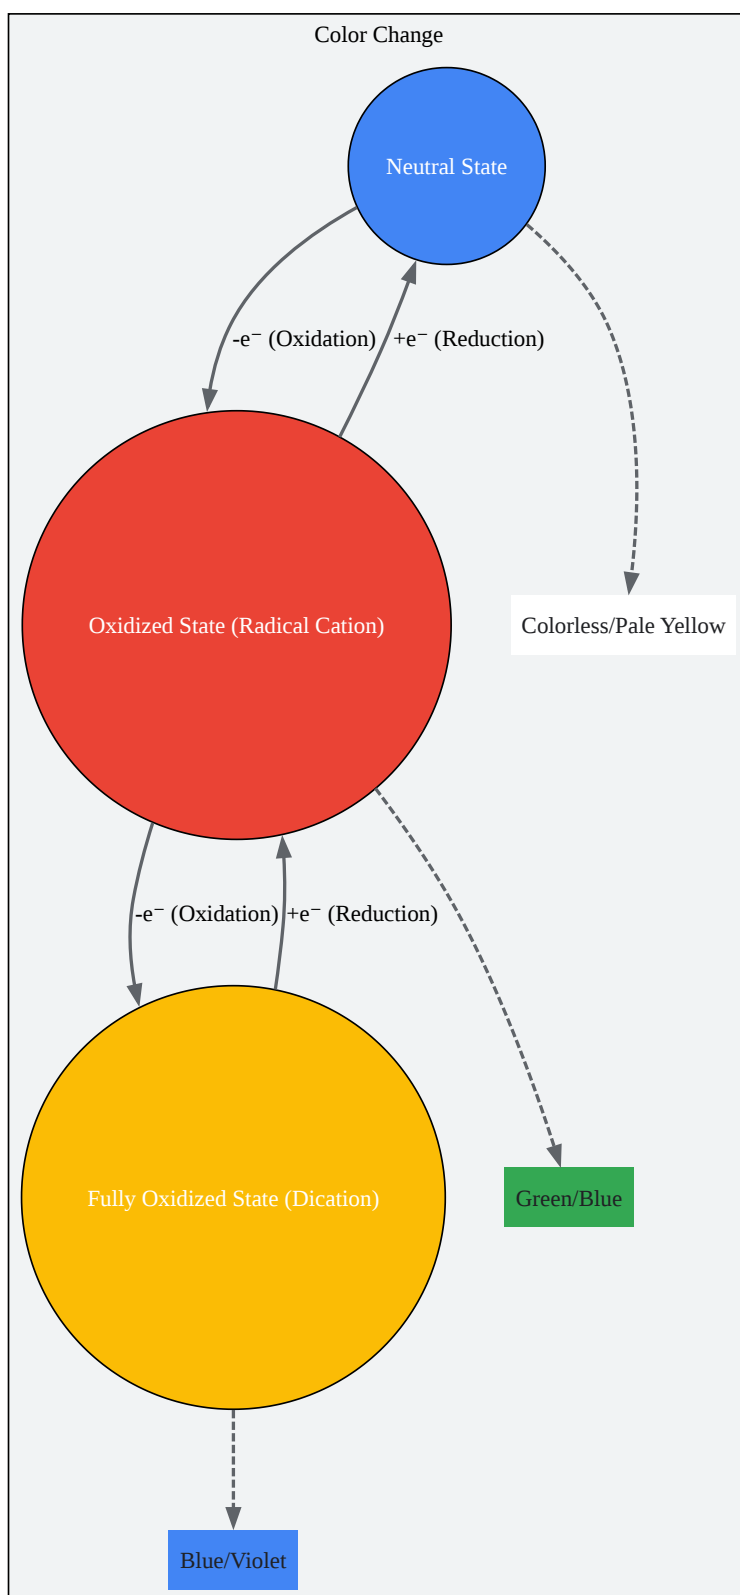 Color Change
Neutral State
-e⁻ (Oxidation)
+e⁻ (Reduction)
Oxidized State (Radical Cation)
Colorless/Pale Yellow
-e⁻ (Oxidation)
+e⁻ (Reduction)
Fully Oxidized State (Dication)
Green/Blue
Blue/Violet